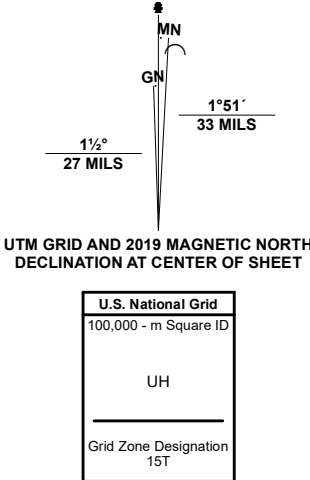 MN
GN
1°51´
33 MILS
1½°
27 MILS
UTM GRID AND 2019 MAGNETIC NORTH
DECLINATION AT CENTER OF SHEET
U.S. National Grid
100,000 - m Square ID
UH
Grid Zone Designation
15T